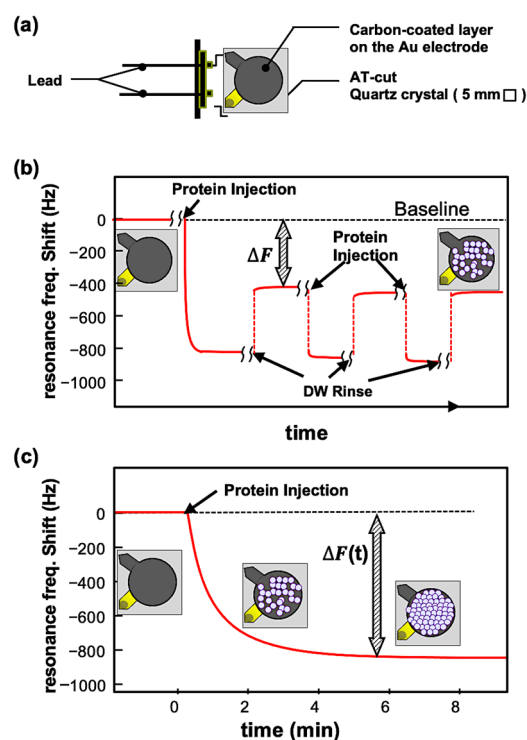 (a)
Carbon-coated layer
on the Au electrode
Lead
AT-cut
Quartz crystal ( 5 mm □ )
(b)
resonance freq. Shift (Hz)
Protein Injection
Baseline
0
−200
−400
−600
−800
−1000
ΔF
Protein
Injection
DW Rinse
time
(c)
resonance freq. Shift (Hz)
Protein Injection
0
−200
−400
−600
−800
−1000
ΔF(t)
0 2 4 6 8
time (min)